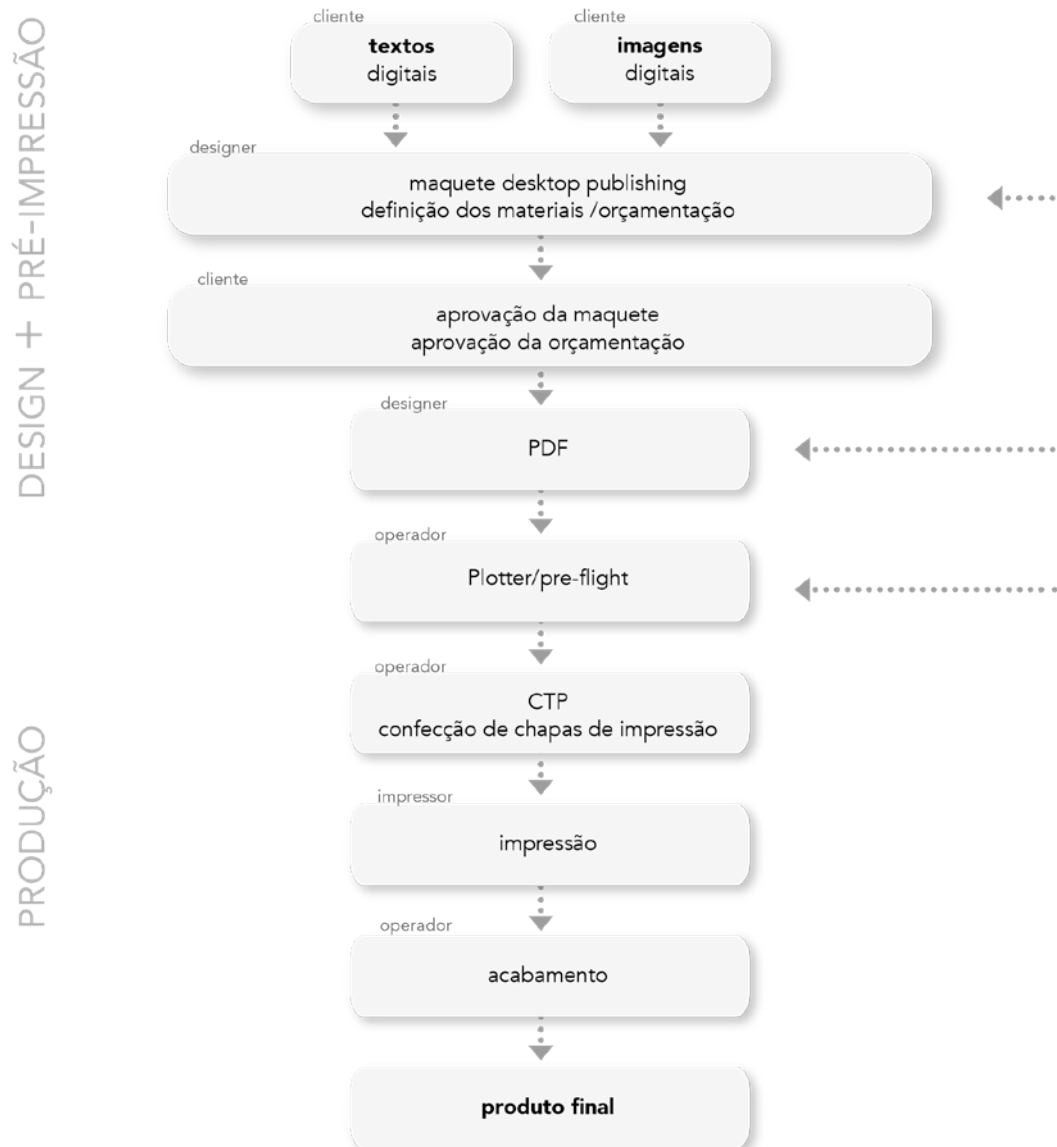 DESIGN + PRÉ-IMPRESSÃO
cliente
textos
digitais
cliente
imagens
digitais
designer
maquete desktop publishing
definição dos materiais /orçamentação
cliente
aprovação da maquete
aprovação da orçamentação
designer
PDF
operador
Plotter/pre-flight
PRODUÇÃO
operador
CTP
confecção de chapas de impressão
impressor
impressão
operador
acabamento
produto final